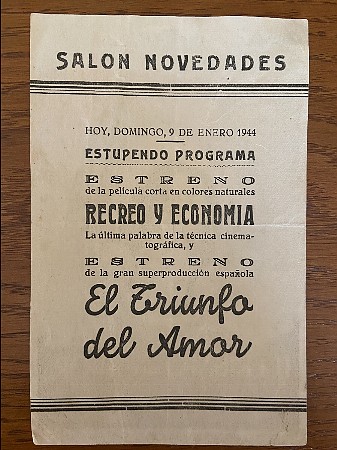 SALON NOVEDADES
HOY, DOMINGO, 9 DE ENERO 1944
ESTUPENDO PROGRAMA
ESTRENO
de la película corta en colores naturales
RECREO Y ECONOMIA
La última palabra de la técnica cinema-
tográfica, y
ESTRENO
de la gran superproducción española
El Triunfo
del Amor